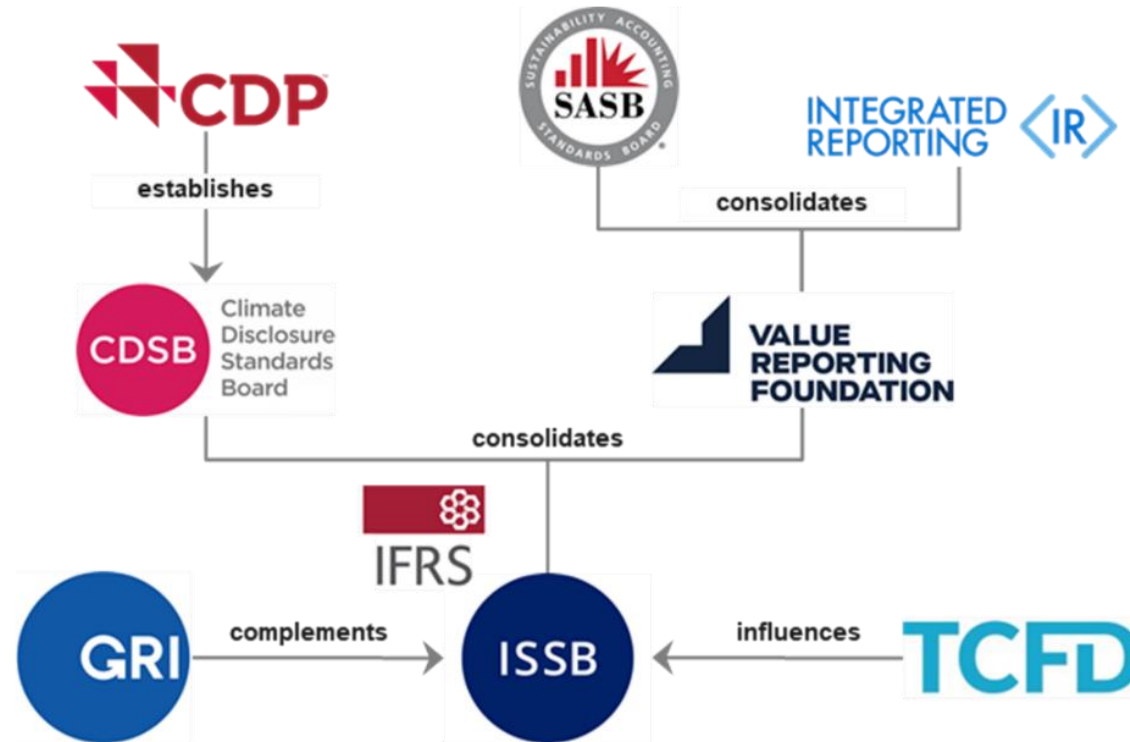 CDP
SUSTAINABILITY ACCOUNTING
SASB
STANDARDS BOARD
INTEGRATED
REPORTING
<IR>
establishes
consolidates
CDSB
Climate
Disclosure
Standards
Board
VALUE
REPORTING
FOUNDATION
consolidates
IFRS
GRI
complements
ISSB
influences
TCFD